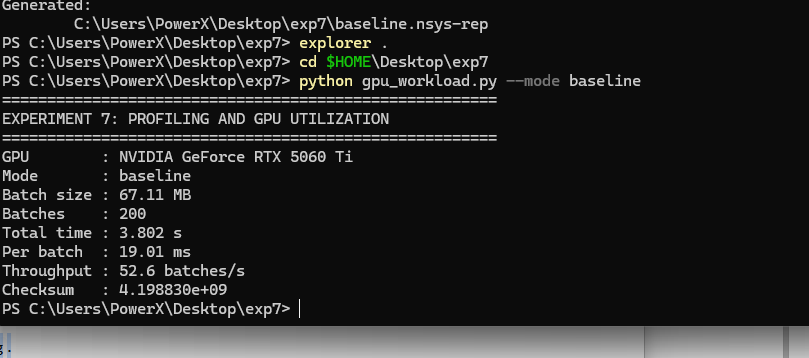 Generated:
C:\Users\PowerX\Desktop\exp7\baseline.nsys-rep
PS C:\Users\PowerX\Desktop\exp7> explorer .
PS C:\Users\PowerX\Desktop\exp7> cd $HOME\Desktop\exp7
PS C:\Users\PowerX\Desktop\exp7> python gpu_workload.py --mode baseline
=======================================================
EXPERIMENT 7: PROFILING AND GPU UTILIZATION
=======================================================
GPU        : NVIDIA GeForce RTX 5060 Ti
Mode       : baseline
Batch size : 67.11 MB
Batches    : 200
Total time : 3.802 s
Per batch  : 19.01 ms
Throughput : 52.6 batches/s
Checksum   : 4.198830e+09
PS C:\Users\PowerX\Desktop\exp7>
g.